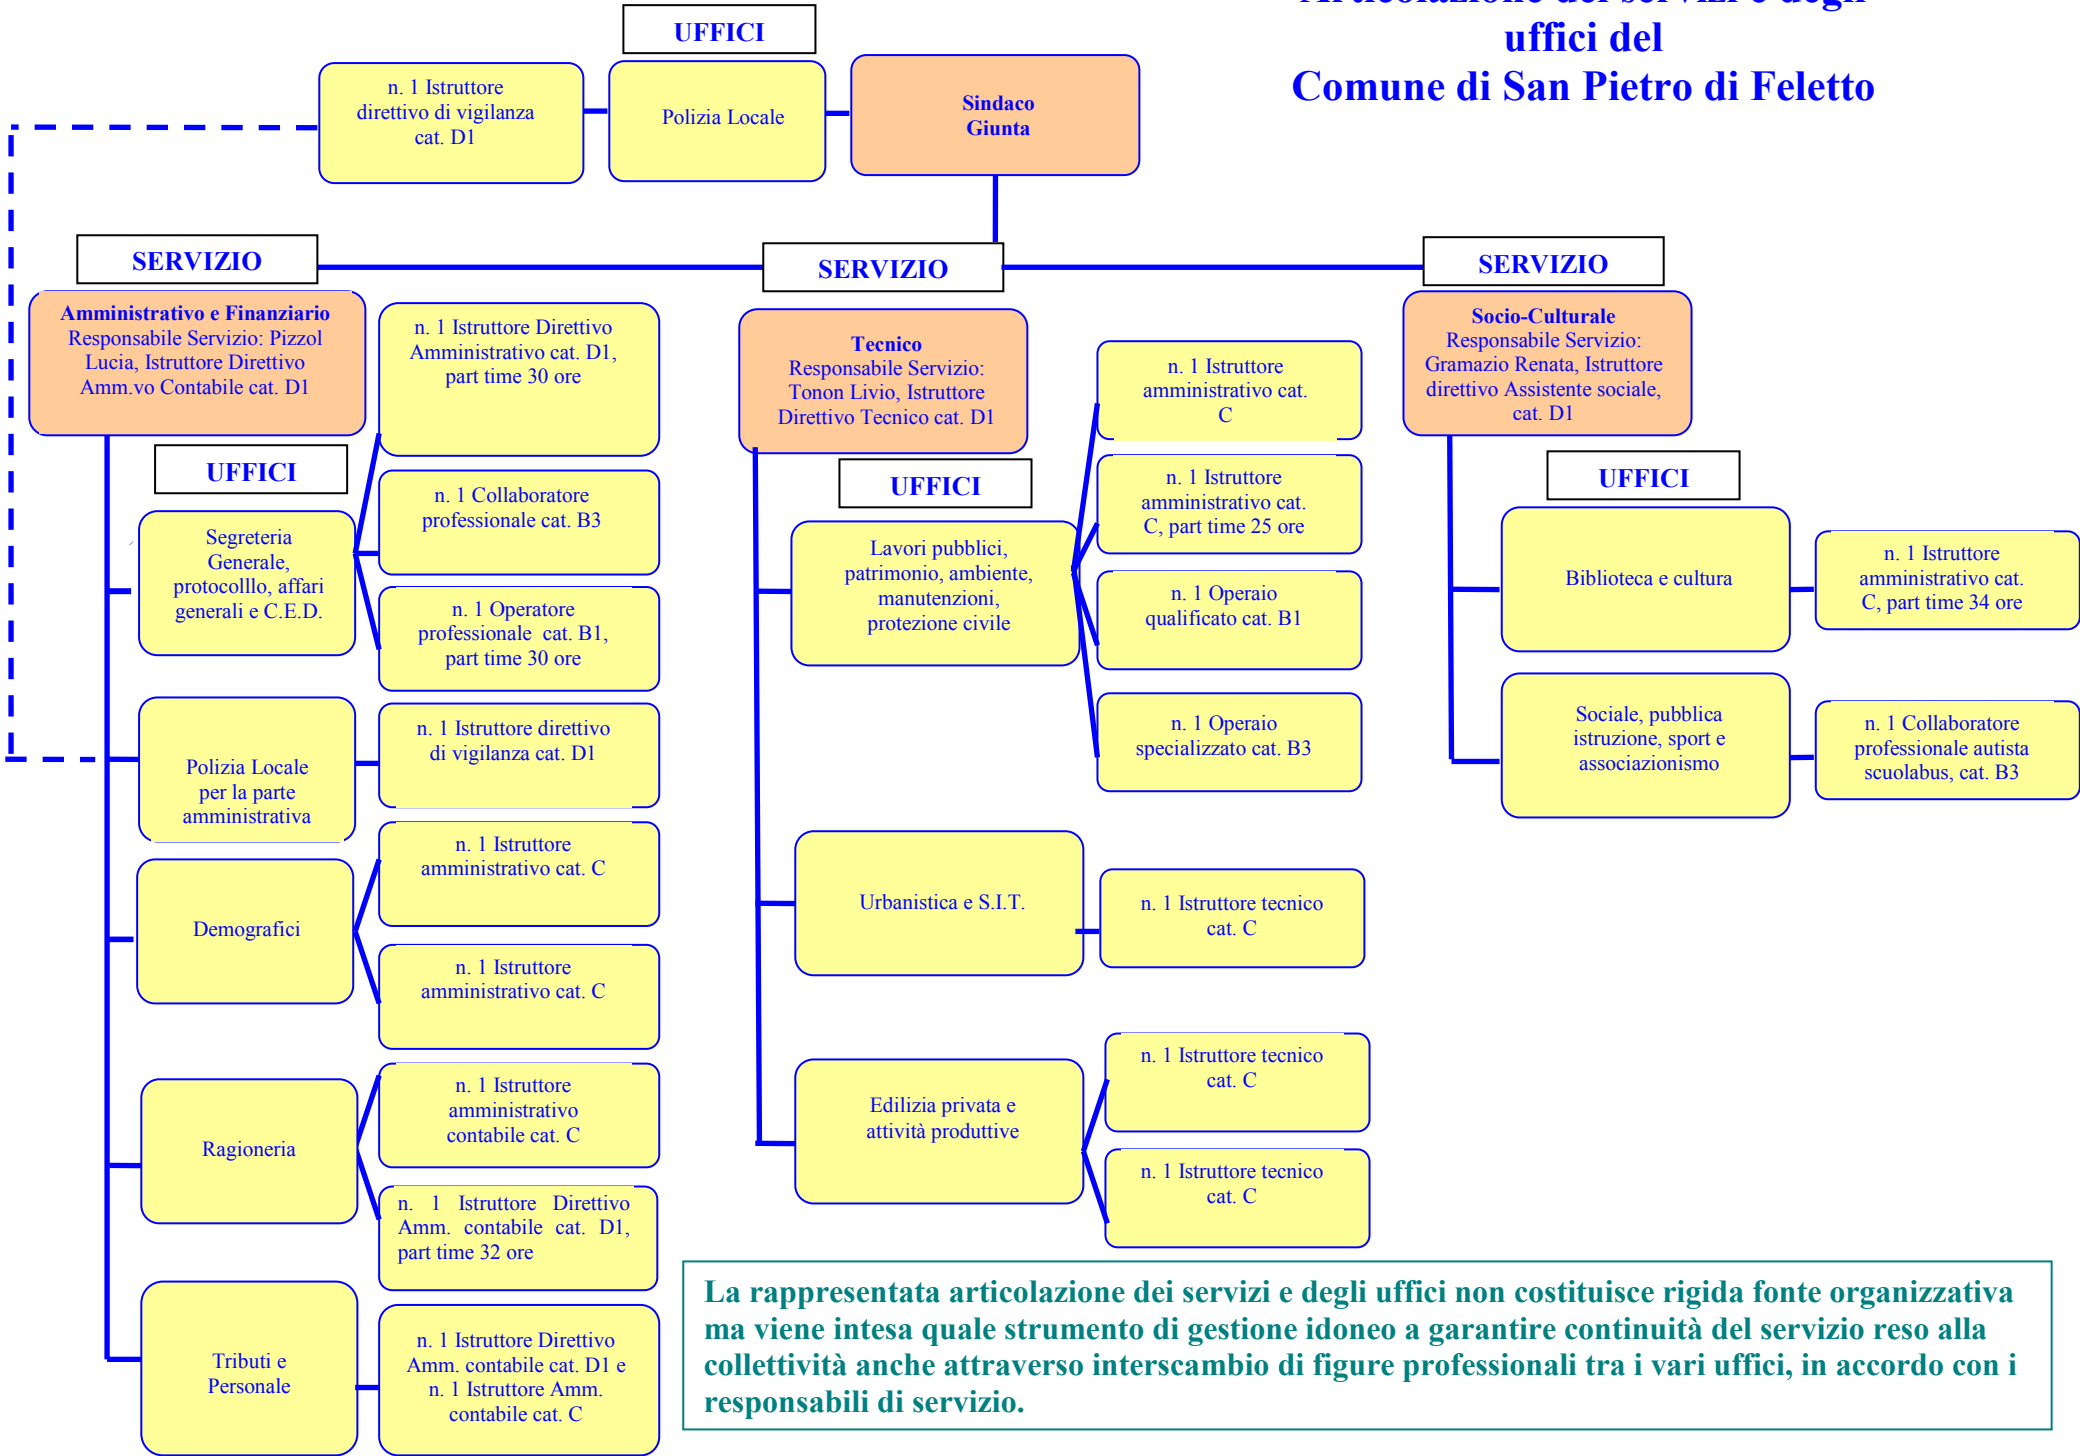 Articolazione dei servizi e degli
uffici del
Comune di San Pietro di Feletto
UFFICI
n. 1 Istruttore
direttivo di vigilanza
cat. D1
Polizia Locale
Sindaco
Giunta
SERVIZIO
Amministrativo e Finanziario
Responsabile Servizio: Pizzol
Lucia, Istruttore Direttivo
Amm.vo Contabile cat. D1
UFFICI
Segreteria
Generale,
protocolllo, affari
generali e C.E.D.
n. 1 Istruttore Direttivo
Amministrativo cat. D1,
part time 30 ore
n. 1 Collaboratore
professionale cat. B3
n. 1 Operatore
professionale cat. B1,
part time 30 ore
Polizia Locale
per la parte
amministrativa
n. 1 Istruttore direttivo
di vigilanza cat. D1
Demografici
n. 1 Istruttore
amministrativo cat. C
n. 1 Istruttore
amministrativo cat. C
Ragioneria
n. 1 Istruttore
amministrativo
contabile cat. C
n. 1 Istruttore Direttivo
Amm. contabile cat. D1,
part time 32 ore
Tributi e
Personale
n. 1 Istruttore Direttivo
Amm. contabile cat. D1 e
n. 1 Istruttore Amm.
contabile cat. C
SERVIZIO
Tecnico
Responsabile Servizio:
Tonon Livio, Istruttore
Direttivo Tecnico cat. D1
UFFICI
Lavori pubblici,
patrimonio, ambiente,
manutenzioni,
protezione civile
n. 1 Istruttore
amministrativo cat.
C
n. 1 Istruttore
amministrativo cat.
C, part time 25 ore
n. 1 Operaio
qualificato cat. B1
n. 1 Operaio
specializzato cat. B3
Urbanistica e S.I.T.
n. 1 Istruttore tecnico
cat. C
Edilizia privata e
attività produttive
n. 1 Istruttore tecnico
cat. C
n. 1 Istruttore tecnico
cat. C
SERVIZIO
Socio-Culturale
Responsabile Servizio:
Gramazio Renata, Istruttore
direttivo Assistente sociale,
cat. D1
UFFICI
Biblioteca e cultura
n. 1 Istruttore
amministrativo cat.
C, part time 34 ore
Sociale, pubblica
istruzione, sport e
associazionismo
n. 1 Collaboratore
professionale autista
scuolabus, cat. B3
La rappresentata articolazione dei servizi e degli uffici non costituisce rigida fonte organizzativa
ma viene intesa quale strumento di gestione idoneo a garantire continuità del servizio reso alla
collettività anche attraverso interscambio di figure professionali tra i vari uffici, in accordo con i
responsabili di servizio.